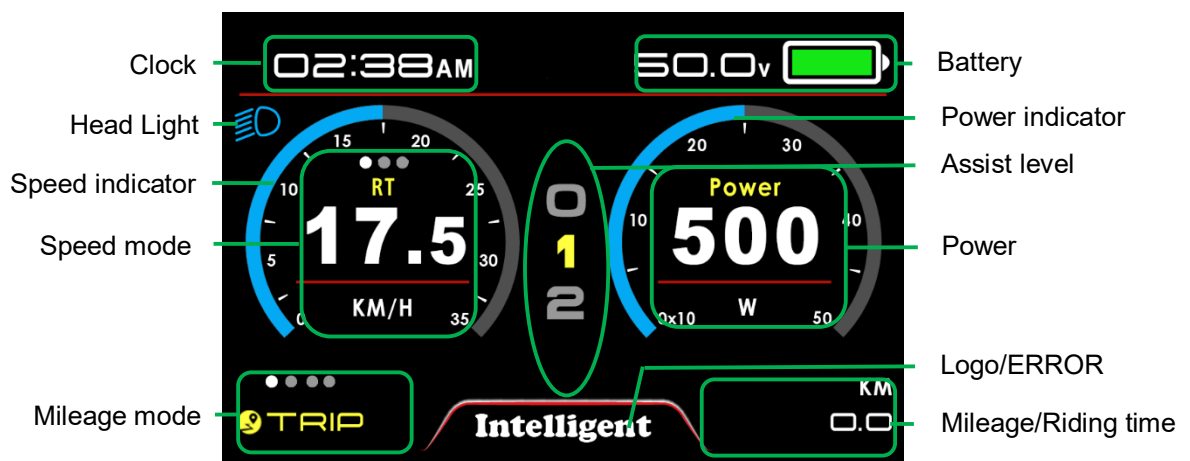 Clock
02:38AM
50.0v
Battery
Head Light
Power indicator
15
20
20
30
Assist level
Speed indicator
10
RT
25
Power
Speed mode
17.5
0
1
2
10
500
40
Power
5
30
KM/H
W
0
35
0x10
50
Logo/ERROR
KM
Mileage mode
TRIP
Intelligent
0.0
Mileage/Riding time